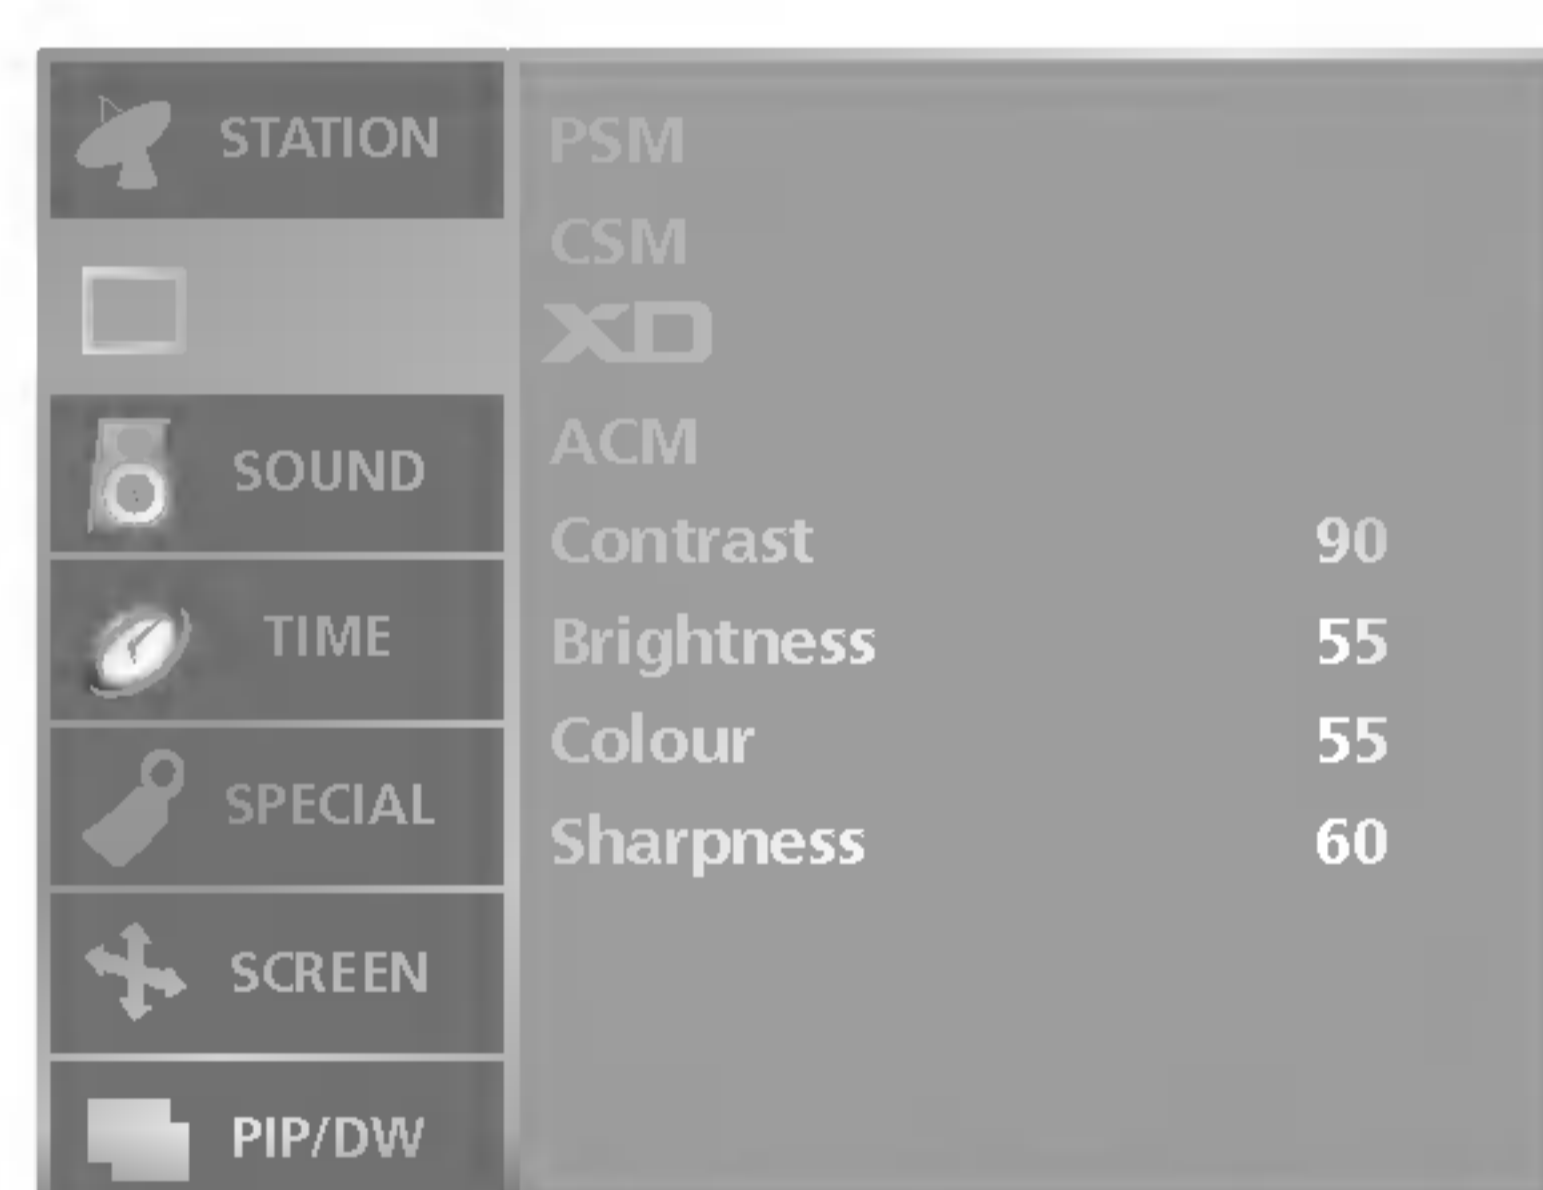 STATION
SOUND
TIME
SPECIAL
SCREEN
PIP/DW
PSM
CSM
XD
ACM
Contrast 90
Brightness 55
Colour 55
Sharpness 60